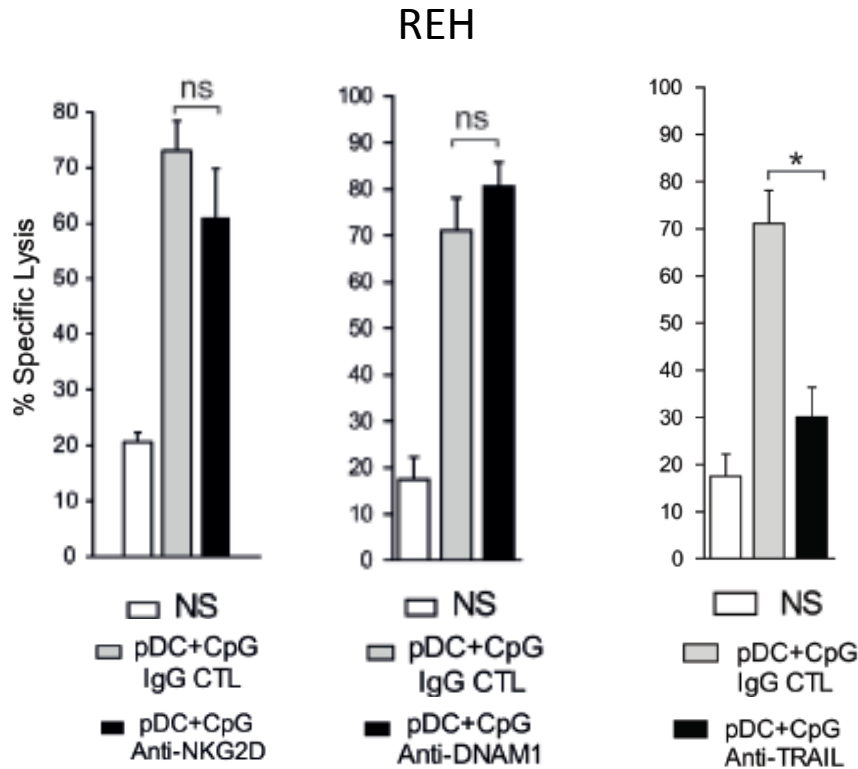 REH
% Specific Lysis
ns
80
70
60
50
40
30
20
10
0
NS
pDC+CpG
IgG CTL
pDC+CpG
Anti-NKG2D
ns
100
90
80
70
60
50
40
30
20
10
0
NS
pDC+CpG
IgG CTL
pDC+CpG
Anti-DNAM1
*
100
90
80
70
60
50
40
30
20
10
0
NS
pDC+CpG
IgG CTL
pDC+CpG
Anti-TRAIL